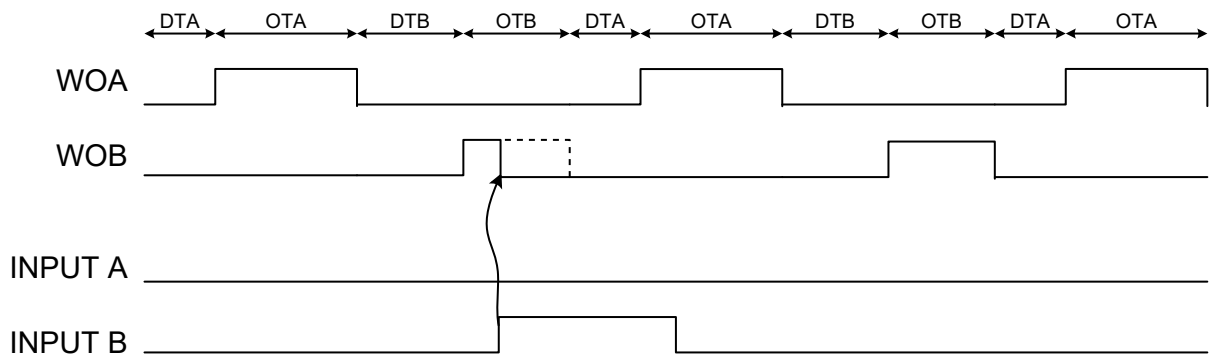 DTA OTA DTB OTB DTA OTA DTB OTB DTA OTA
WOA
WOB
INPUT A
INPUT B